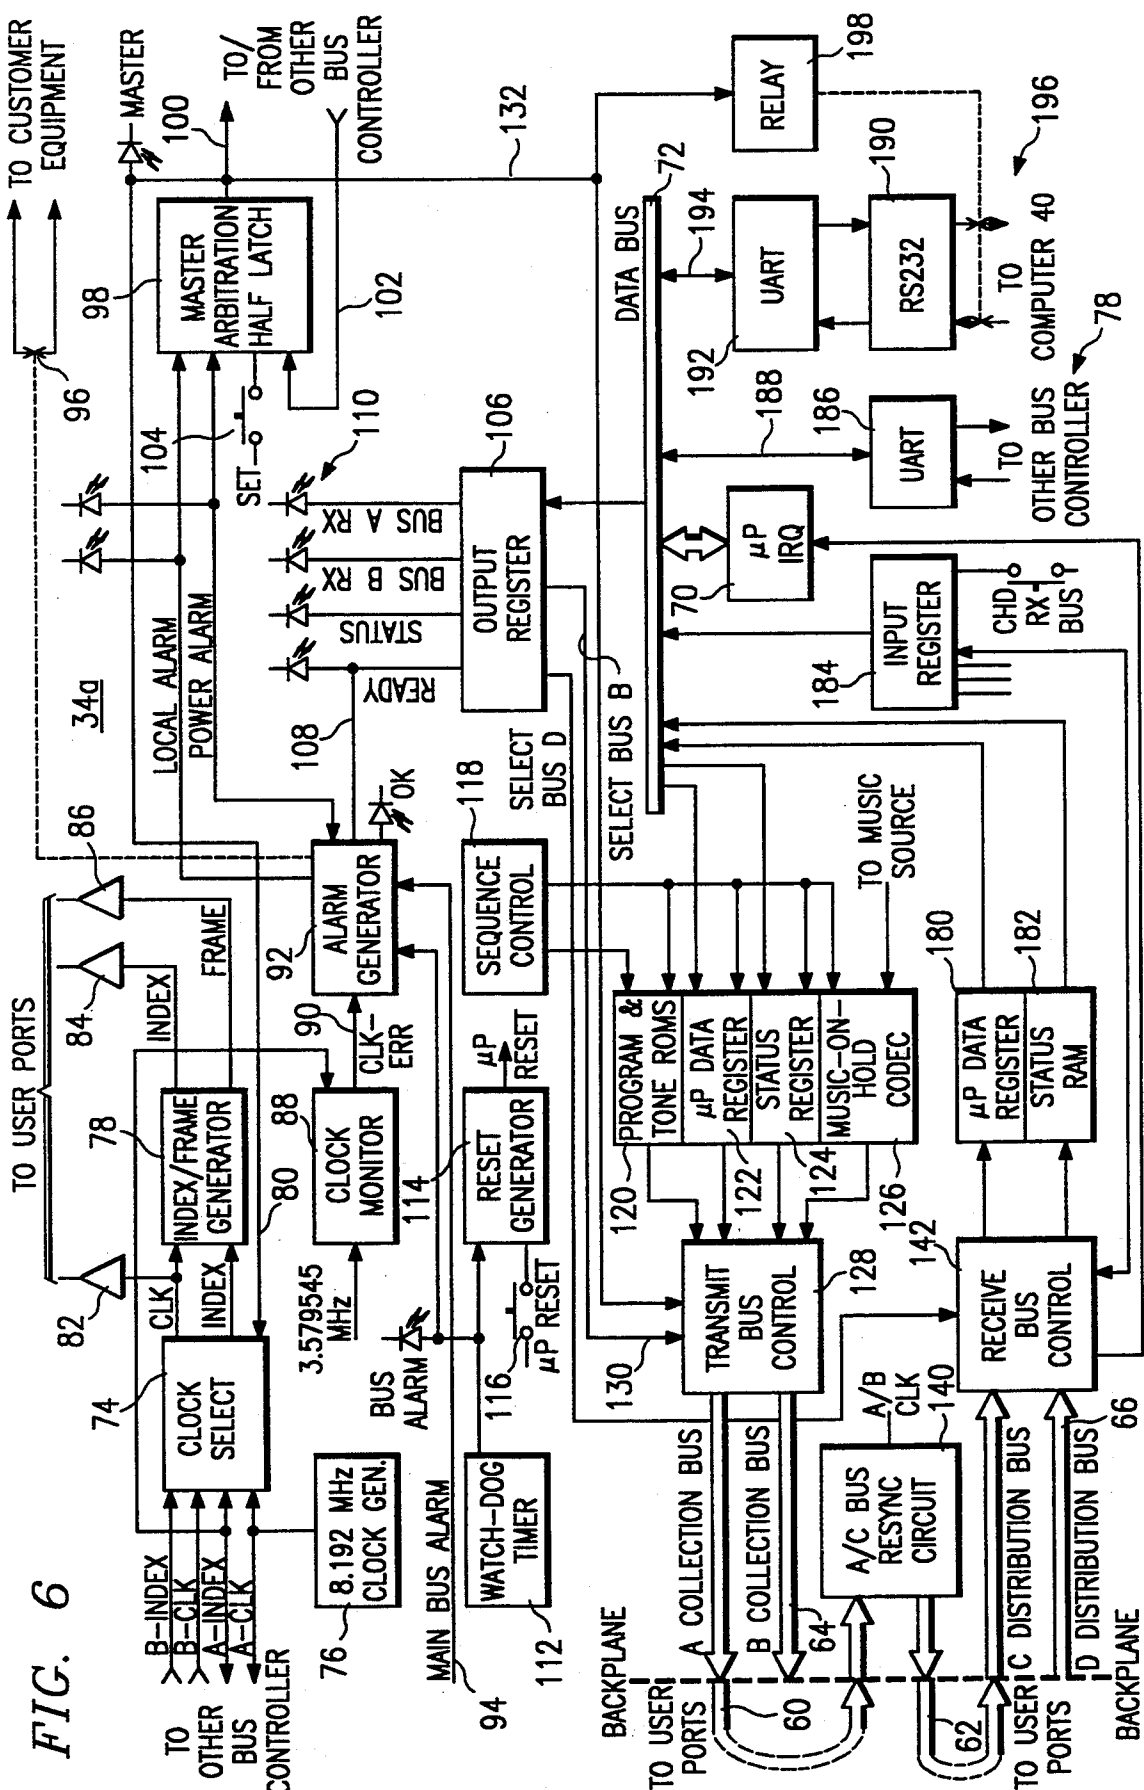 FIG. 6
34a
TO USER PORTS
TO CUSTOMER
EQUIPMENT
96
82
84
86
CLK
INDEX
INDEX
FRAME
B-INDEX
B-CLK
A-INDEX
A-CLK
TO
OTHER
BUS
CONTROLLER
74
CLOCK
SELECT
78
INDEX/FRAME
GENERATOR
80
76
8.192 MHz
CLOCK GEN.
3.579545
MHz
88
CLOCK
MONITOR
90
CLK-
ERR
92
ALARM
GENERATOR
OK
LOCAL ALARM
POWER ALARM
98
MASTER
ARBITRATION
HALF LATCH
MASTER
100
TO/
FROM
OTHER
BUS
CONTROLLER
102
104
SET
132
MAIN BUS ALARM
94
BUS
ALARM
112
WATCH-DOG
TIMER
114
RESET
GENERATOR
116
µP RESET
µP
RESET
118
SEQUENCE
CONTROL
108
READY
STATUS
BUS B RX
BUS A RX
110
106
OUTPUT
REGISTER
SELECT
BUS D
SELECT BUS B
DATA BUS
72
130
TRANSMIT
BUS
CONTROL
128
120
PROGRAM &
TONE ROMS
122
µP DATA
REGISTER
124
STATUS
REGISTER
126
MUSIC-ON-
HOLD
CODEC
TO MUSIC
SOURCE
70
µP
IRQ
184
INPUT
REGISTER
CHD
RX
BUS
186
UART
188
TO
OTHER BUS
CONTROLLER
78
192
UART
194
190
RS232
TO
COMPUTER 40
196
RELAY
198
BACKPLANE
TO USER
PORTS
A COLLECTION BUS
B COLLECTION BUS
60
64
A/C BUS
RESYNC
CIRCUIT
140
A/B
CLK
62
C DISTRIBUTION BUS
D DISTRIBUTION BUS
66
TO USER
PORTS
BACKPLANE
142
RECEIVE
BUS
CONTROL
180
µP DATA
REGISTER
182
STATUS
RAM